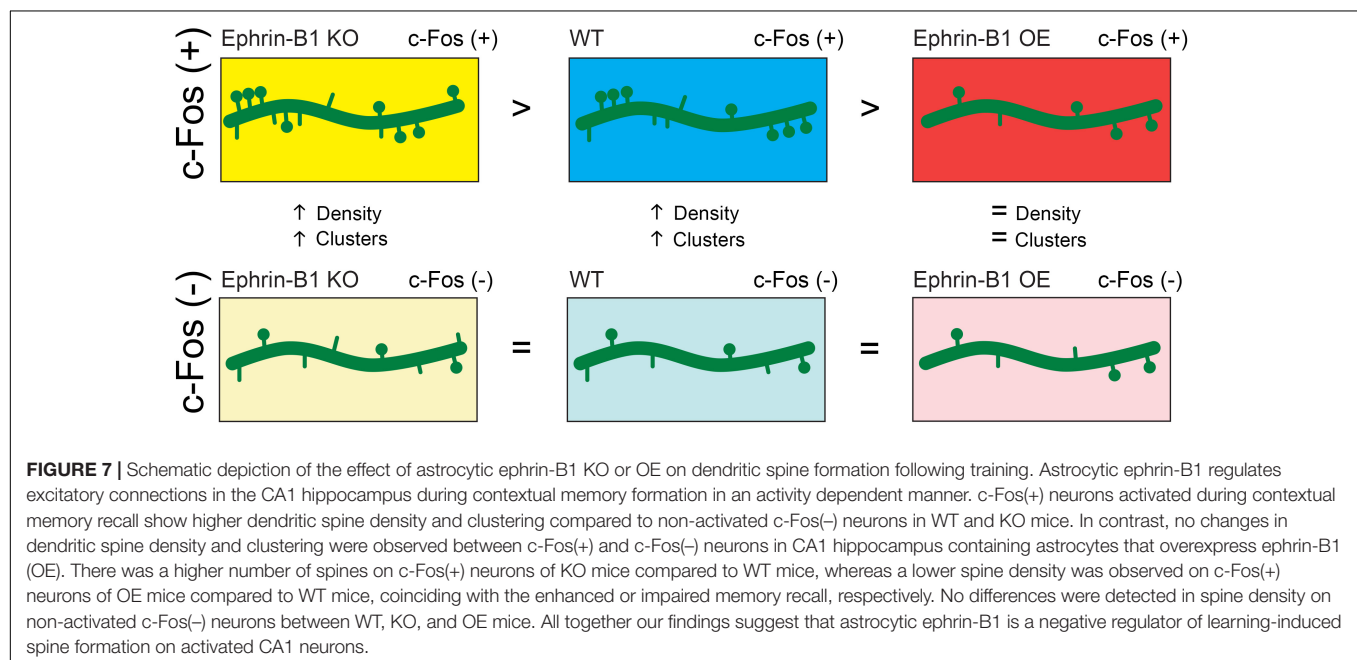 c-Fos (+)
Ephrin-B1 KO c-Fos (+) WT c-Fos (+) Ephrin-B1 OE c-Fos (+)
> >
↑ Density ↑ Density = Density
↑ Clusters ↑ Clusters = Clusters
c-Fos (-)
Ephrin-B1 KO c-Fos (-) WT c-Fos (-) Ephrin-B1 OE c-Fos (-)
= =
FIGURE 7 | Schematic depiction of the effect of astrocytic ephrin-B1 KO or OE on dendritic spine formation following training. Astrocytic ephrin-B1 regulates
excitatory connections in the CA1 hippocampus during contextual memory formation in an activity dependent manner. c-Fos(+) neurons activated during contextual
memory recall show higher dendritic spine density and clustering compared to non-activated c-Fos(–) neurons in WT and KO mice. In contrast, no changes in
dendritic spine density and clustering were observed between c-Fos(+) and c-Fos(–) neurons in CA1 hippocampus containing astrocytes that overexpress ephrin-B1
(OE). There was a higher number of spines on c-Fos(+) neurons of KO mice compared to WT mice, whereas a lower spine density was observed on c-Fos(+)
neurons of OE mice compared to WT mice, coinciding with the enhanced or impaired memory recall, respectively. No differences were detected in spine density on
non-activated c-Fos(–) neurons between WT, KO, and OE mice. All together our findings suggest that astrocytic ephrin-B1 is a negative regulator of learning-induced
spine formation on activated CA1 neurons.